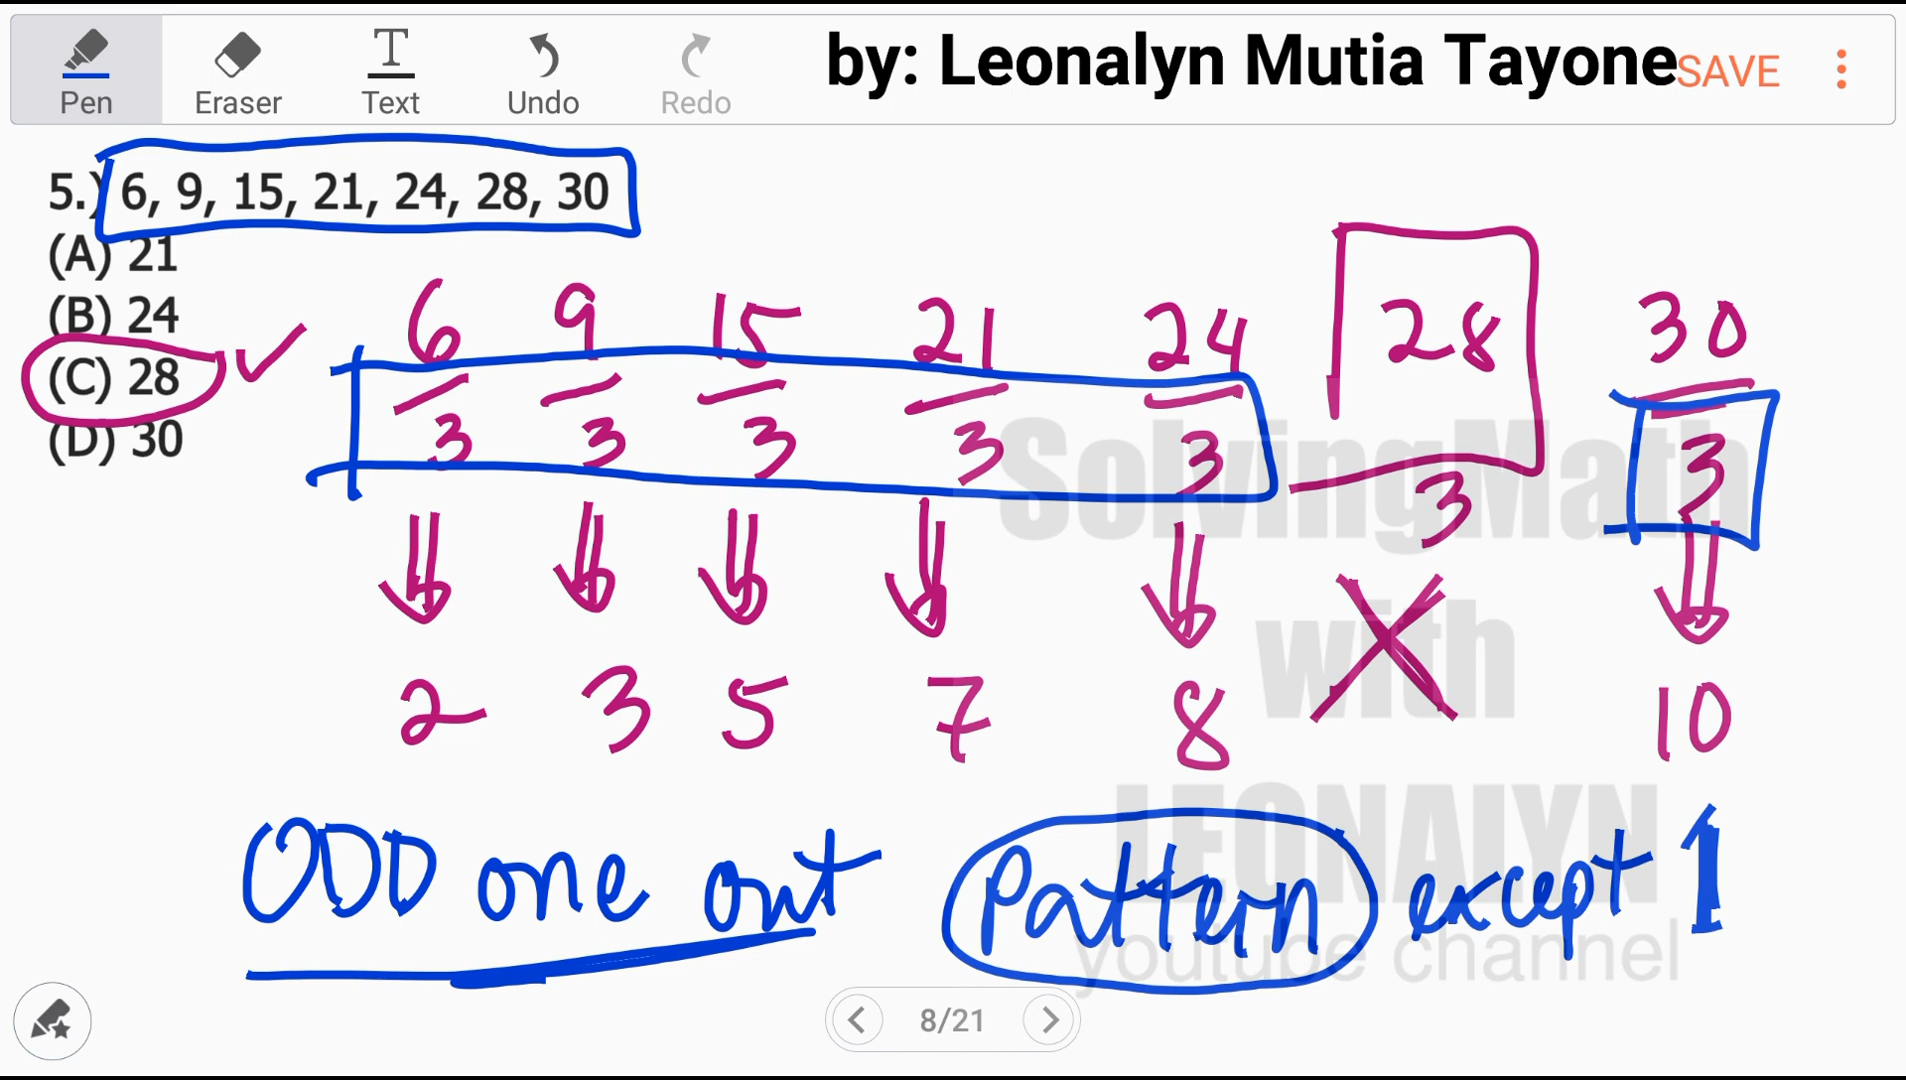 Pen Eraser Text Undo Redo by: Leonalyn Mutia Tayone SAVE
5.) 6, 9, 15, 21, 24, 28, 30
(A) 21
(B) 24
(C) 28
(D) 30
6 9 15 21 24 28 30
3 3 3 3 3 3 3
2 3 5 7 8 10
SolvingMath
with
LEONALYN
youtube channel
ODD one out Pattern except 1
8/21